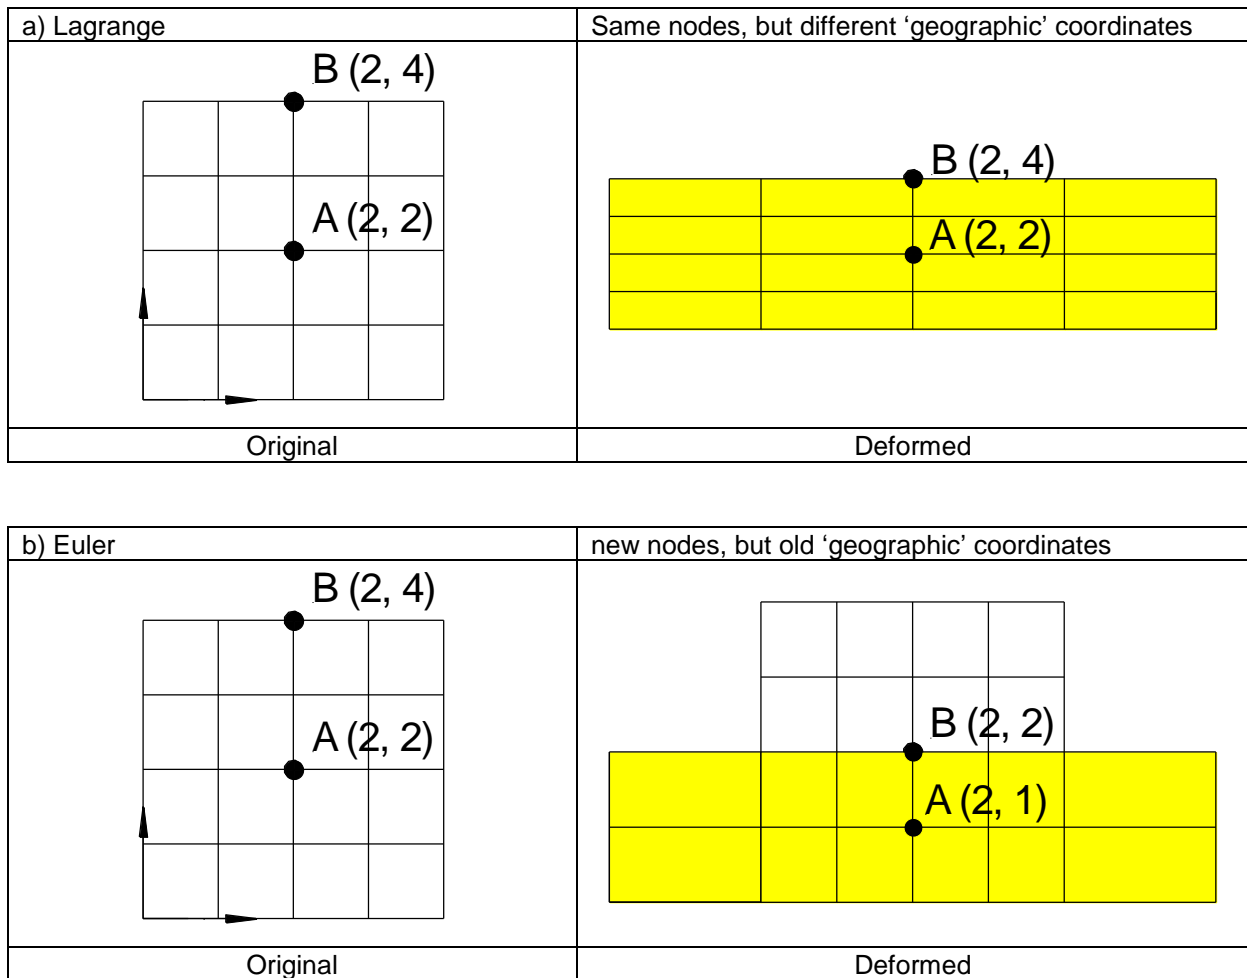 a) Lagrange
Same nodes, but different ‘geographic’ coordinates
B (2, 4)
A (2, 2)
B (2, 4)
A (2, 2)
Original
Deformed
b) Euler
new nodes, but old ‘geographic’ coordinates
B (2, 4)
A (2, 2)
B (2, 2)
A (2, 1)
Original
Deformed